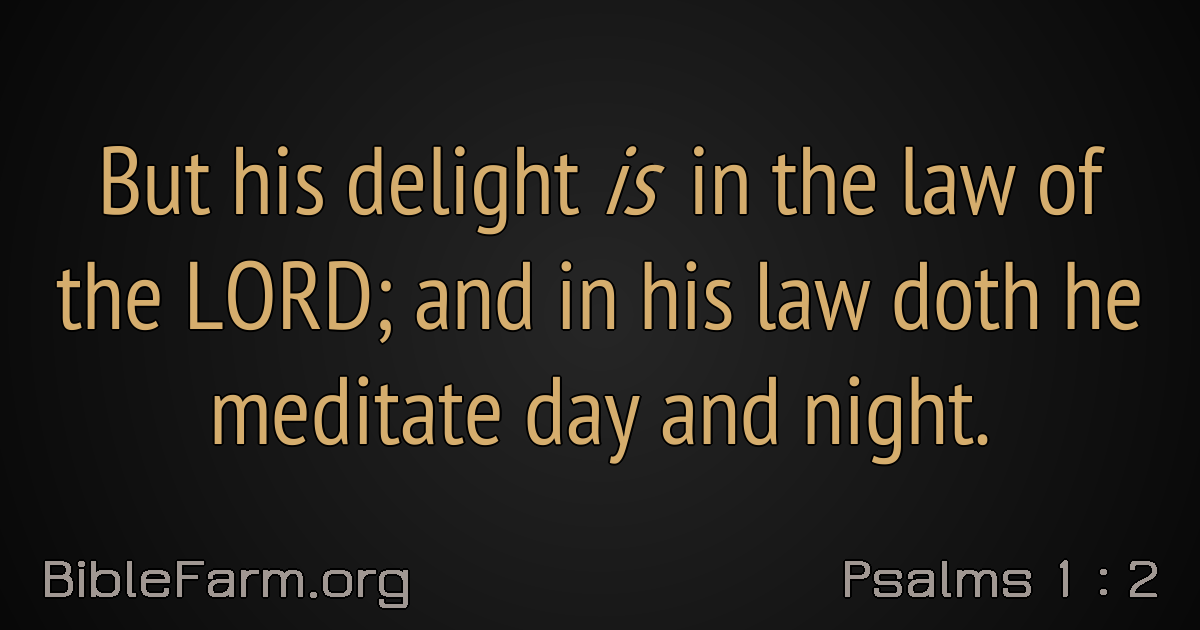 But his delight is in the law of
the LORD; and in his law doth he
meditate day and night.
BibleFarm.org
Psalms 1 : 2